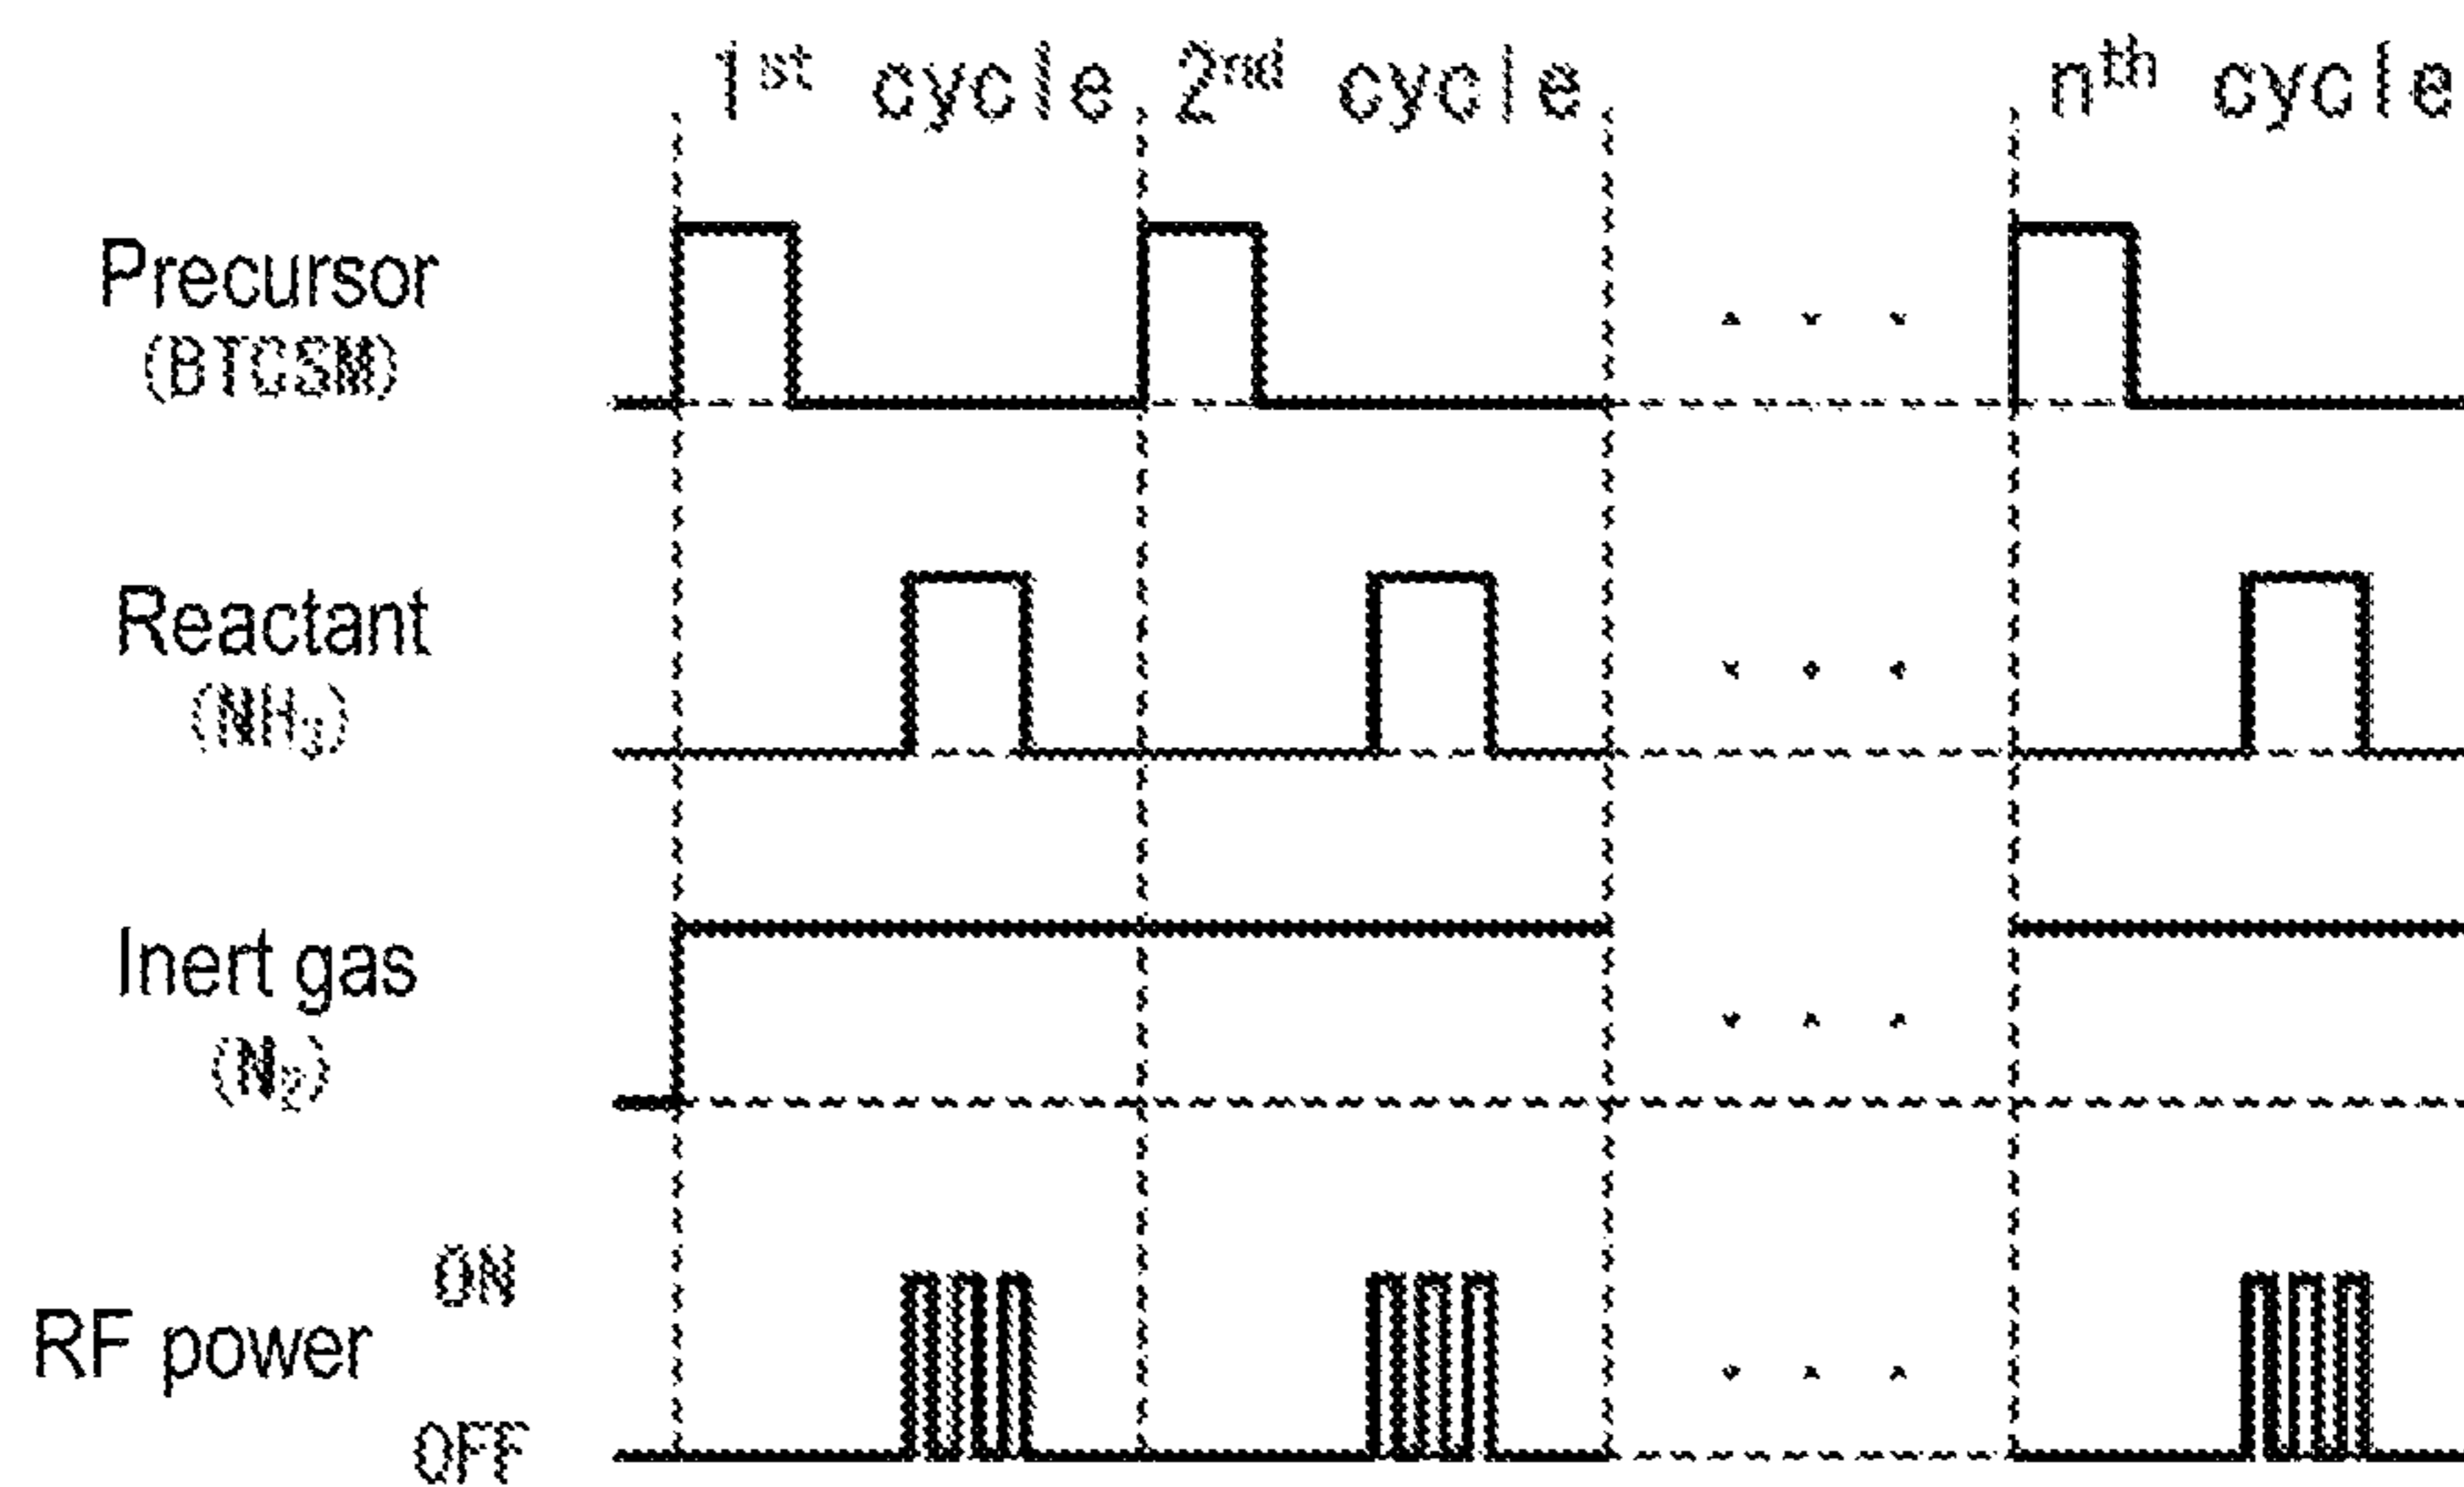 1st cycle 2nd cycle nth cycle
Precursor
(BTCSM)
Reactant
(NH3)
Inert gas
(N2)
ON
RF power
OFF